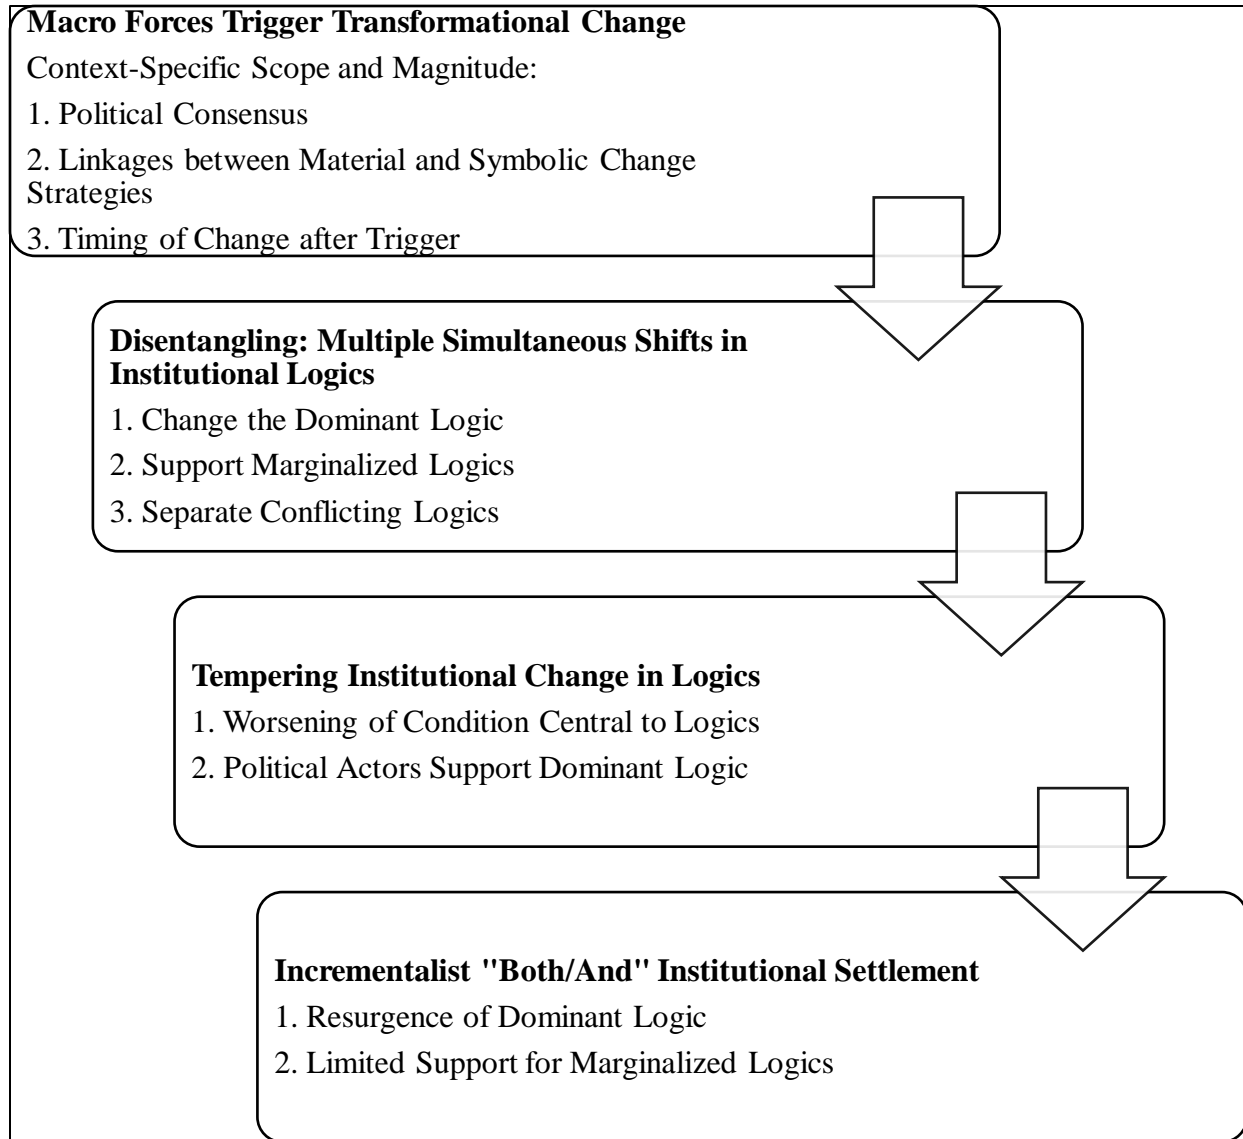 Macro Forces Trigger Transformational Change
Context-Specific Scope and Magnitude:
1. Political Consensus
2. Linkages between Material and Symbolic Change
Strategies
3. Timing of Change after Trigger
Disentangling: Multiple Simultaneous Shifts in
Institutional Logics
1. Change the Dominant Logic
2. Support Marginalized Logics
3. Separate Conflicting Logics
Tempering Institutional Change in Logics
1. Worsening of Condition Central to Logics
2. Political Actors Support Dominant Logic
Incrementalist "Both/And" Institutional Settlement
1. Resurgence of Dominant Logic
2. Limited Support for Marginalized Logics